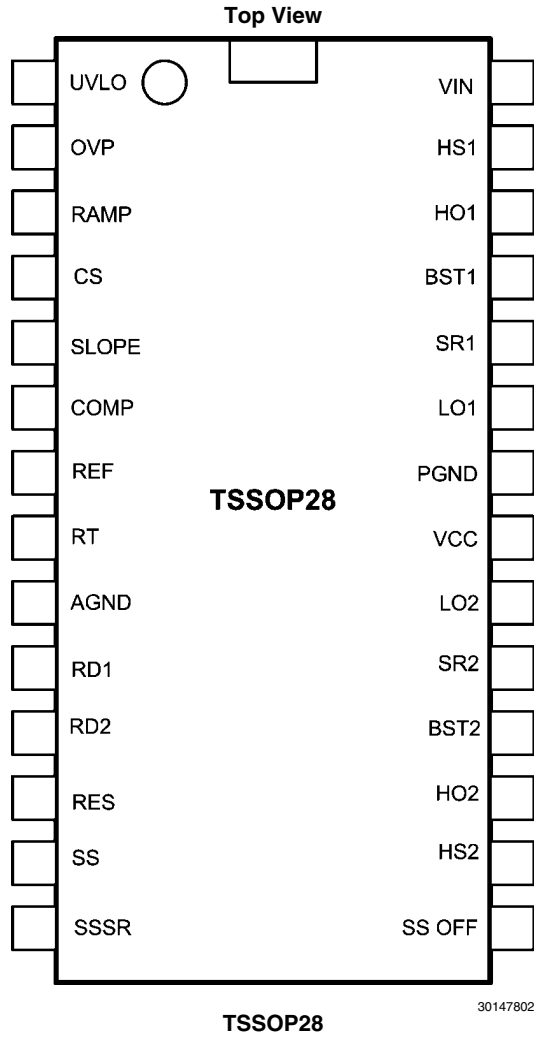 Top View
UVLO VIN
OVP HS1
RAMP HO1
CS BST1
SLOPE SR1
COMP LO1
REF PGND
TSSOP28
RT VCC
AGND LO2
RD1 SR2
RD2 BST2
RES HO2
SS HS2
SSSR SS OFF
30147802
TSSOP28